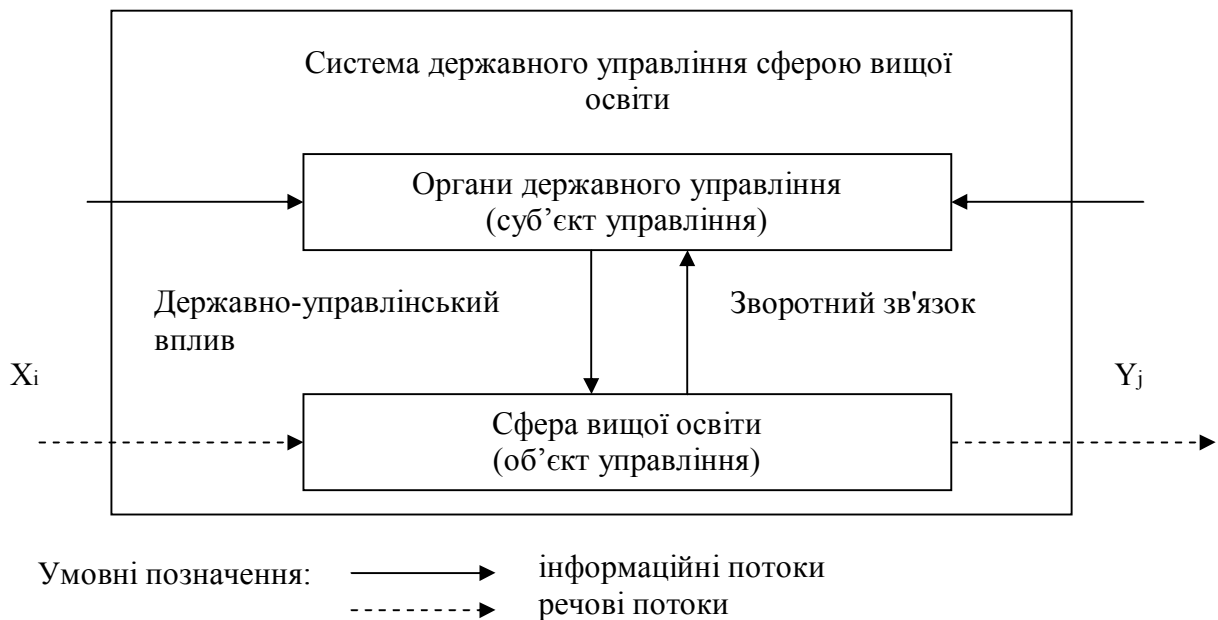 Система державного управління сферою вищої
освіти
Органи державного управління
(суб’єкт управління)
Державно-управлінський
вплив
Зворотний зв'язок
Xi
Yj
Сфера вищої освіти
(об’єкт управління)
Умовні позначення:
інформаційні потоки
речові потоки